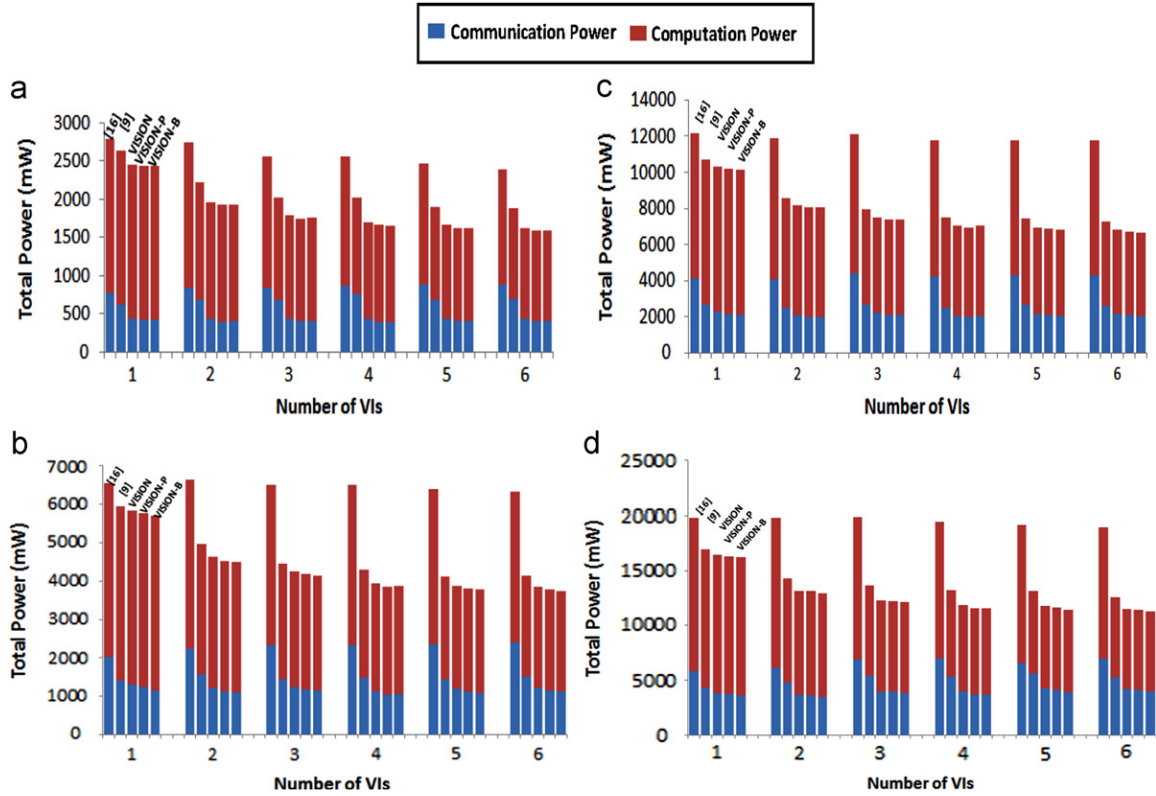 Communication Power Computation Power
a
Total Power (mW)
3000
2500
2000
1500
1000
500
0
[16]
[9]
VISION
VISION-P
VISION-B
1 2 3 4 5 6
Number of VIs
c
Total Power (mW)
14000
12000
10000
8000
6000
4000
2000
0
[16]
[9]
VISION
VISION-P
VISION-B
1 2 3 4 5 6
Number of VIs
b
Total Power (mW)
7000
6000
5000
4000
3000
2000
1000
0
[16]
[9]
VISION
VISION-P
VISION-B
1 2 3 4 5 6
Number of VIs
d
Total Power (mW)
25000
20000
15000
10000
5000
0
[16]
[9]
VISION
VISION-P
VISION-B
1 2 3 4 5 6
Number of VIs